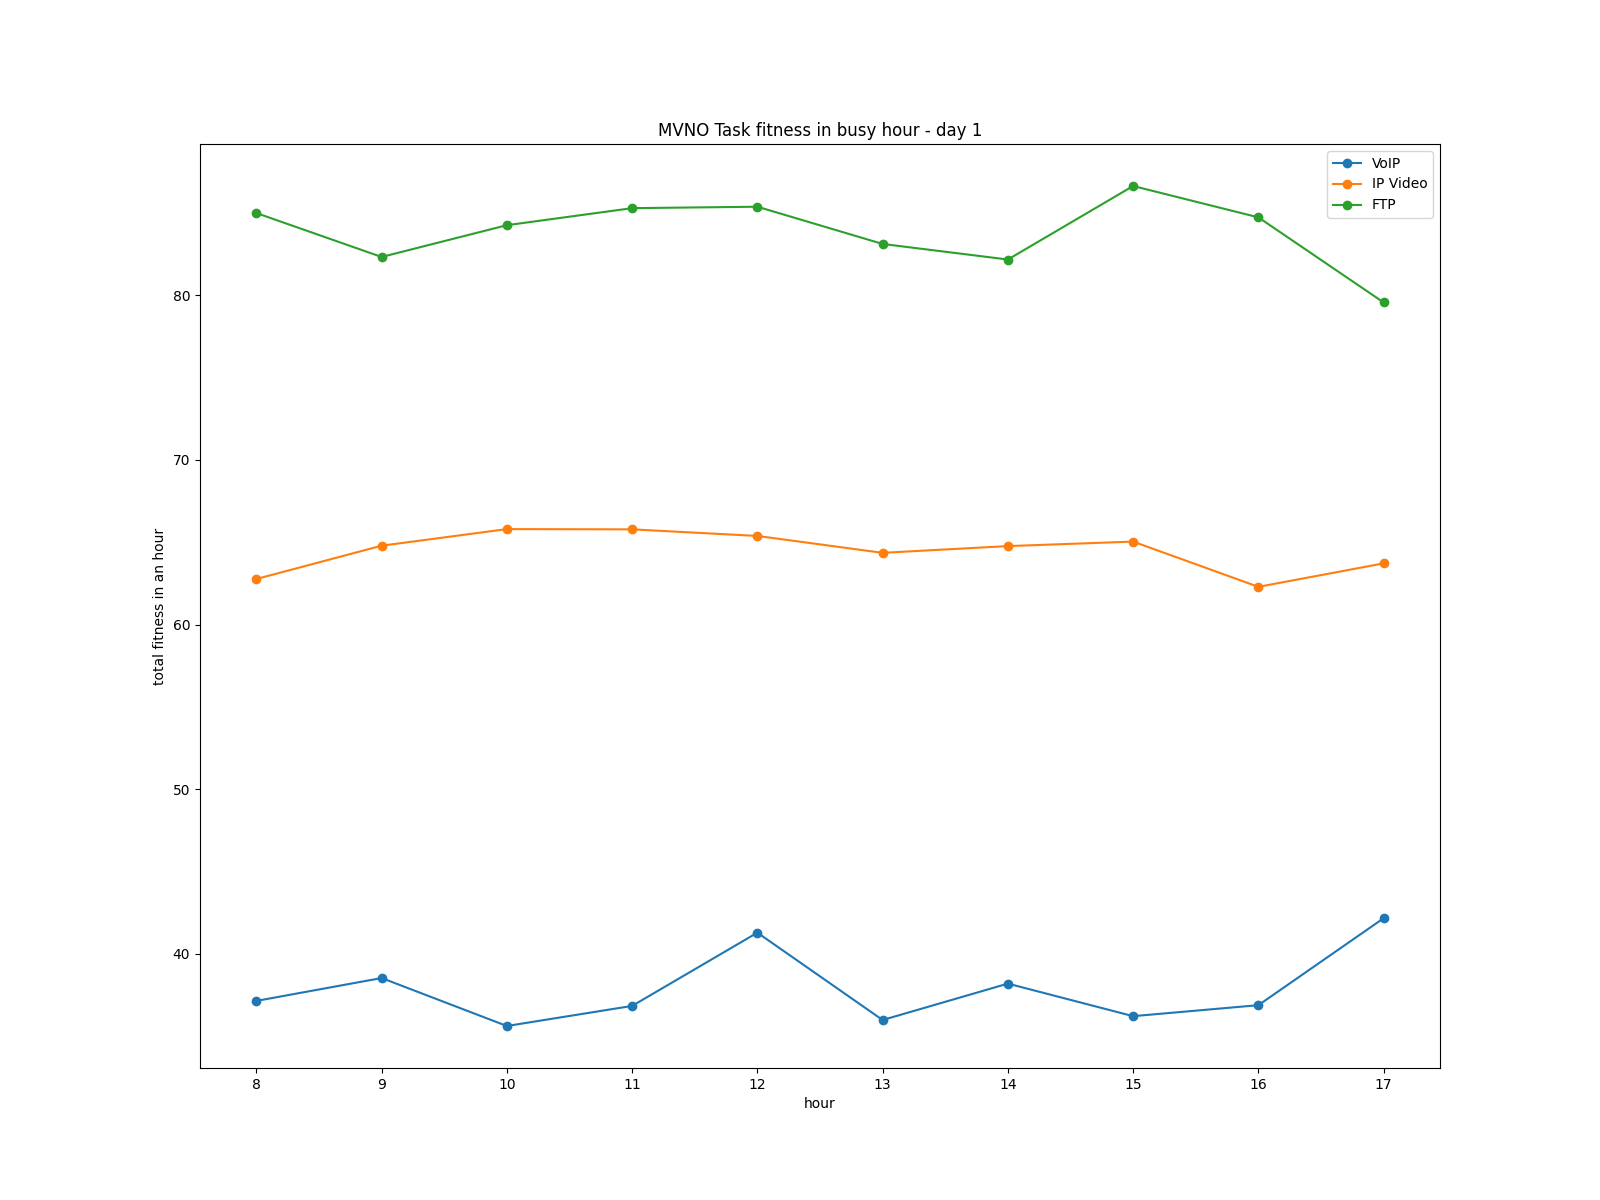 MVNO Task fitness in busy hour - day 1
VoIP
IP Video
FTP
80
70
60
50
40
total fitness in an hour
8 9 10 11 12 13 14 15 16 17
hour